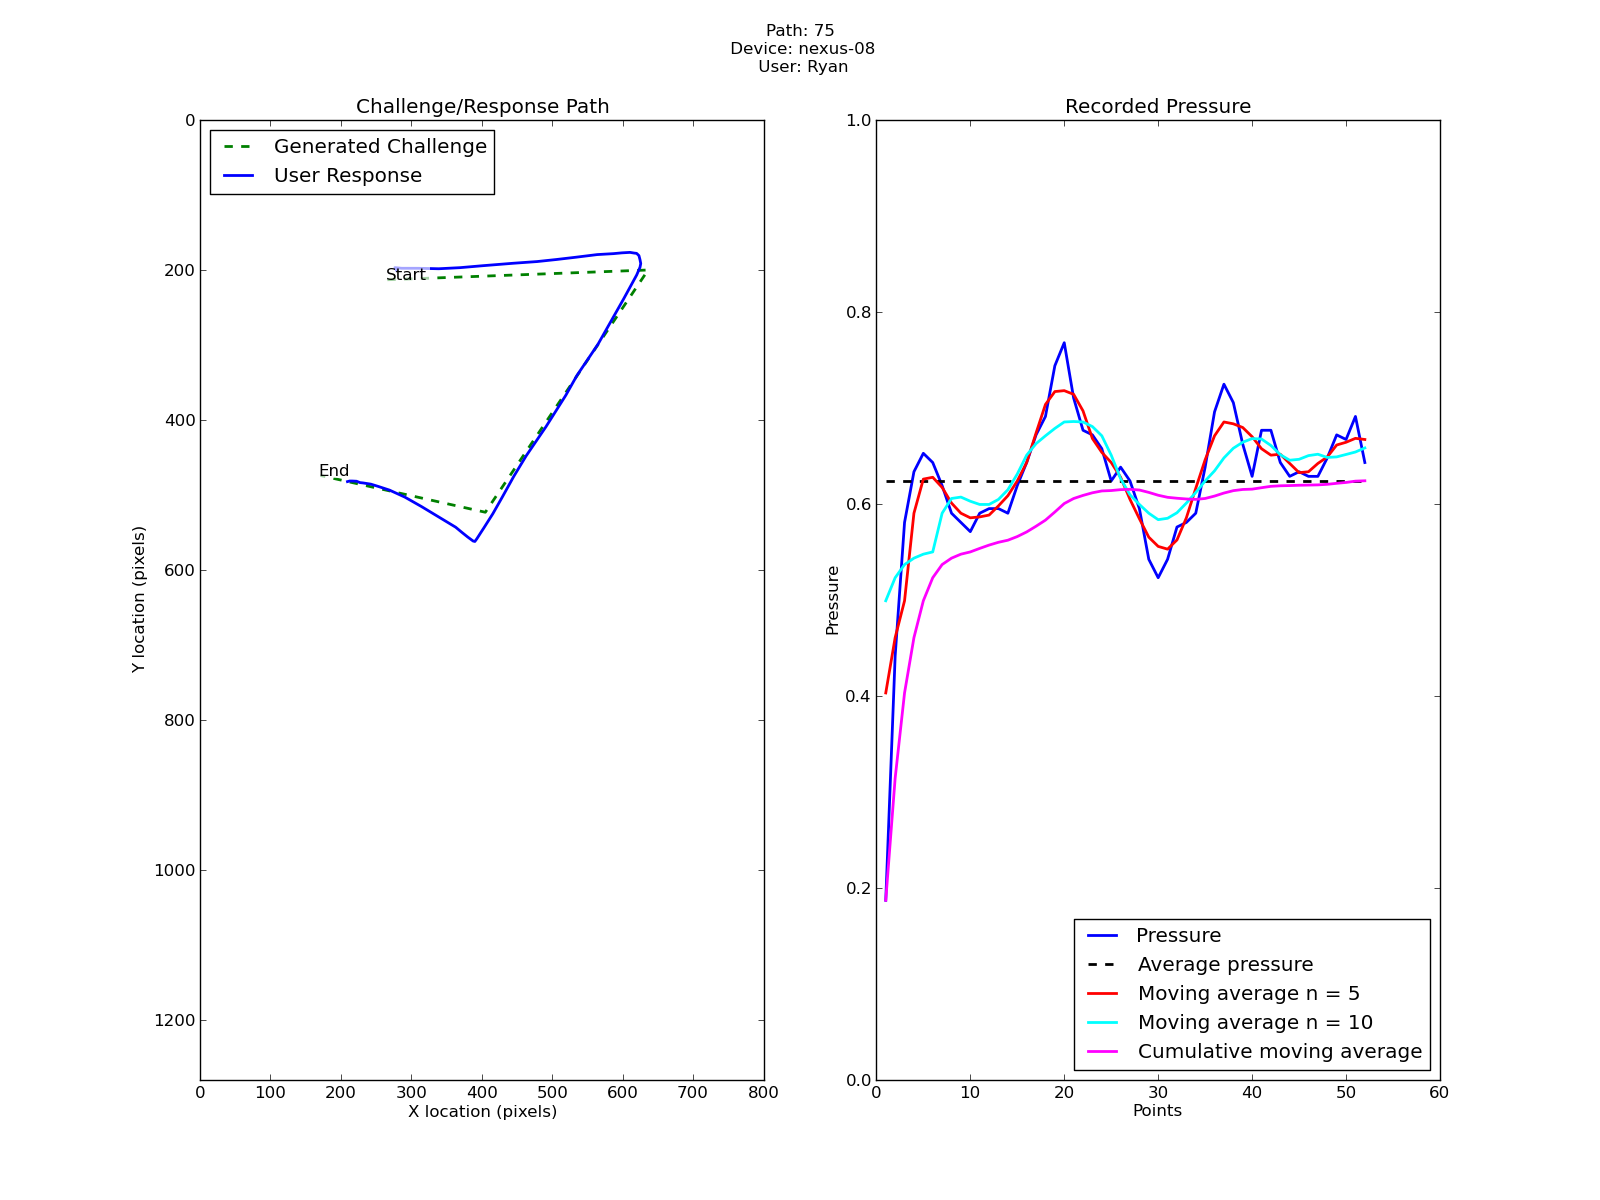 Path: 75
Device: nexus-08
User: Ryan
Challenge/Response Path
Generated Challenge
User Response
Start
End
0
200
400
600
800
1000
1200
Y location (pixels)
0 100 200 300 400 500 600 700 800
X location (pixels)
Recorded Pressure
1.0
0.8
0.6
0.4
0.2
0.0
Pressure
Pressure
Average pressure
Moving average n = 5
Moving average n = 10
Cumulative moving average
0 10 20 30 40 50 60
Points